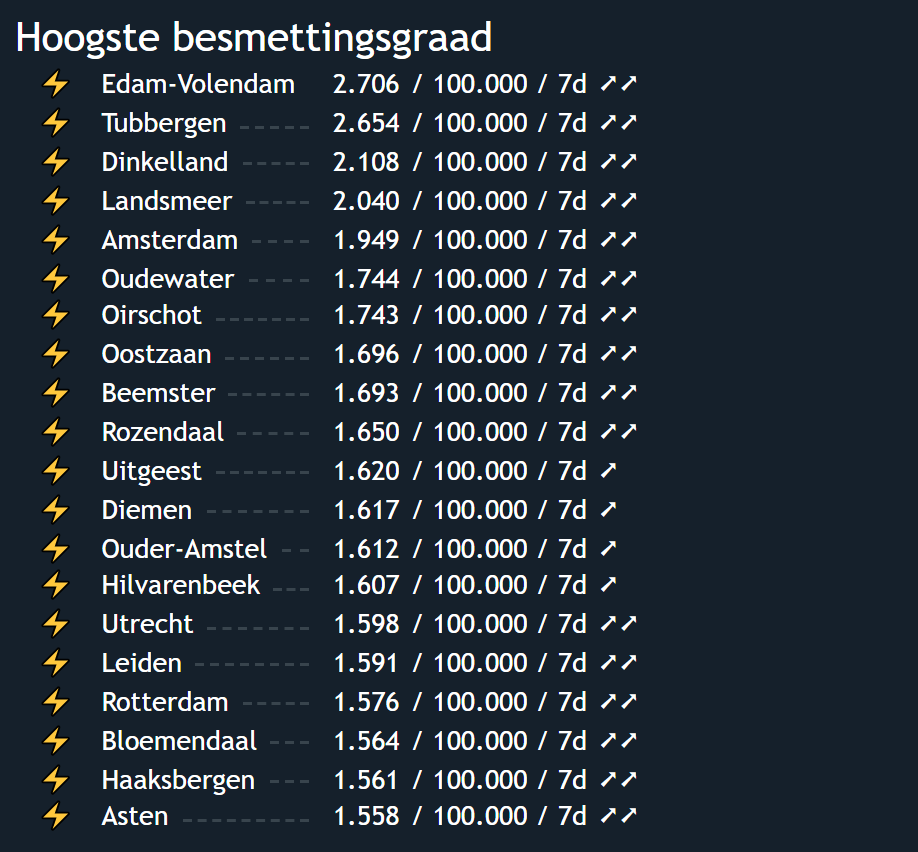 Hoogste besmettingsgraad
⚡ Edam-Volendam 2.706 / 100.000 / 7d ➚➚
⚡ Tubbergen ----- 2.654 / 100.000 / 7d ➚➚
⚡ Dinkelland ----- 2.108 / 100.000 / 7d ➚➚
⚡ Landsmeer ----- 2.040 / 100.000 / 7d ➚➚
⚡ Amsterdam ---- 1.949 / 100.000 / 7d ➚➚
⚡ Oudewater ---- 1.744 / 100.000 / 7d ➚➚
⚡ Oirschot ------- 1.743 / 100.000 / 7d ➚➚
⚡ Oostzaan ------ 1.696 / 100.000 / 7d ➚➚
⚡ Beemster ------ 1.693 / 100.000 / 7d ➚➚
⚡ Rozendaal ----- 1.650 / 100.000 / 7d ➚➚
⚡ Uitgeest ------- 1.620 / 100.000 / 7d ➚
⚡ Diemen ------- 1.617 / 100.000 / 7d ➚
⚡ Ouder-Amstel -- 1.612 / 100.000 / 7d ➚
⚡ Hilvarenbeek --- 1.607 / 100.000 / 7d ➚
⚡ Utrecht ------- 1.598 / 100.000 / 7d ➚➚
⚡ Leiden -------- 1.591 / 100.000 / 7d ➚➚
⚡ Rotterdam ----- 1.576 / 100.000 / 7d ➚➚
⚡ Bloemendaal --- 1.564 / 100.000 / 7d ➚➚
⚡ Haaksbergen --- 1.561 / 100.000 / 7d ➚➚
⚡ Asten --------- 1.558 / 100.000 / 7d ➚➚